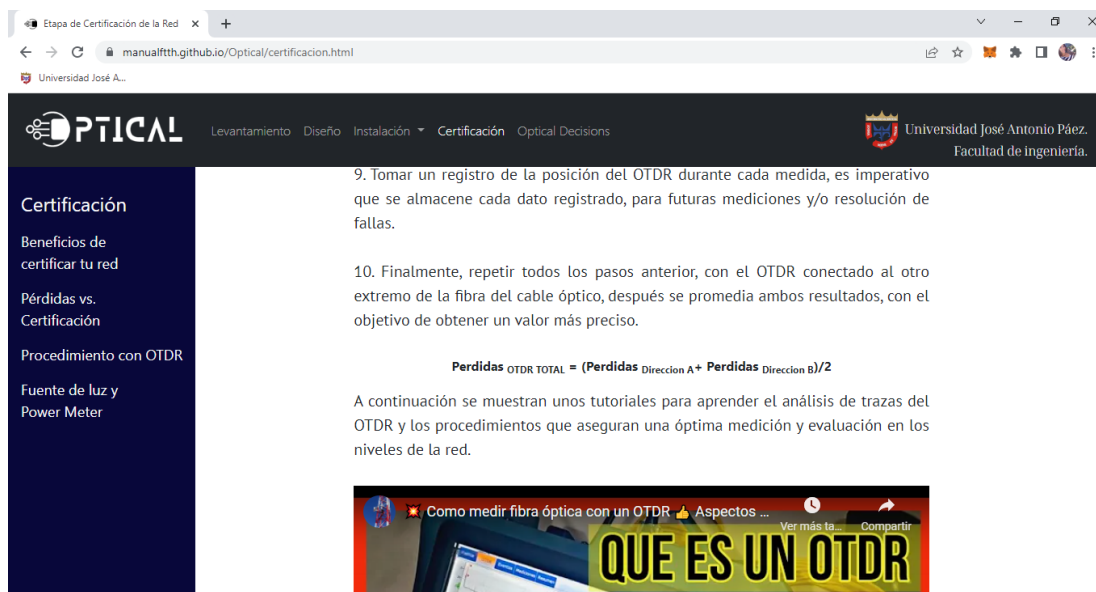 Etapa de Certificación de la Red
manualftth.github.io/Optical/certificacion.html
Universidad José A...
OPTICAL
Levantamiento Diseño Instalación Certificación Optical Decisions
Universidad José Antonio Páez.
Facultad de ingeniería.
Certificación
Beneficios de
certificar tu red
Pérdidas vs.
Certificación
Procedimiento con OTDR
Fuente de luz y
Power Meter
9. Tomar un registro de la posición del OTDR durante cada medida, es imperativo
que se almacene cada dato registrado, para futuras mediciones y/o resolución de
fallas.
10. Finalmente, repetir todos los pasos anterior, con el OTDR conectado al otro
extremo de la fibra del cable óptico, después se promedia ambos resultados, con el
objetivo de obtener un valor más preciso.
Perdidas OTDR TOTAL = (Perdidas Direccion A+ Perdidas Direccion B)/2
A continuación se muestran unos tutoriales para aprender el análisis de trazas del
OTDR y los procedimientos que aseguran una óptima medición y evaluación en los
niveles de la red.
Como medir fibra óptica con un OTDR 👍 Aspectos ...
Ver más ta... Compartir
QUE ES UN OTDR